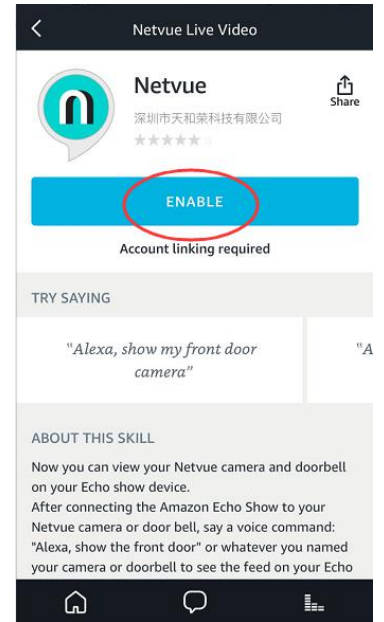 Netvue Live Video
Netvue
Share
深圳市天和荣科技有限公司
ENABLE
Account linking required
TRY SAYING
"Alexa, show my front door
camera"
"A
ABOUT THIS SKILL
Now you can view your Netvue camera and doorbell
on your Echo show device.
After connecting the Amazon Echo Show to your
Netvue camera or door bell, say a voice command:
"Alexa, show the front door" or whatever you named
your camera or doorbell to see the feed on your Echo